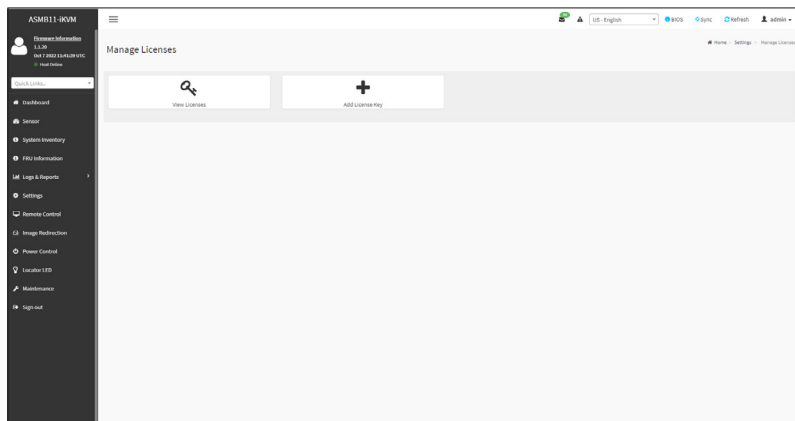 ASMB11-iKVM
Firmware Information
1.1.20
Oct 7 2022 11:41:20 UTC
Host Online
Quick Links...
Dashboard
Sensor
System Inventory
FRU Information
Logs & Reports
Settings
Remote Control
Image Redirection
Power Control
Locator LED
Maintenance
Sign out
US - English
BIOS
Sync
Refresh
admin
Manage Licenses
Home - Settings - Manage Licenses
View Licenses
Add License Key